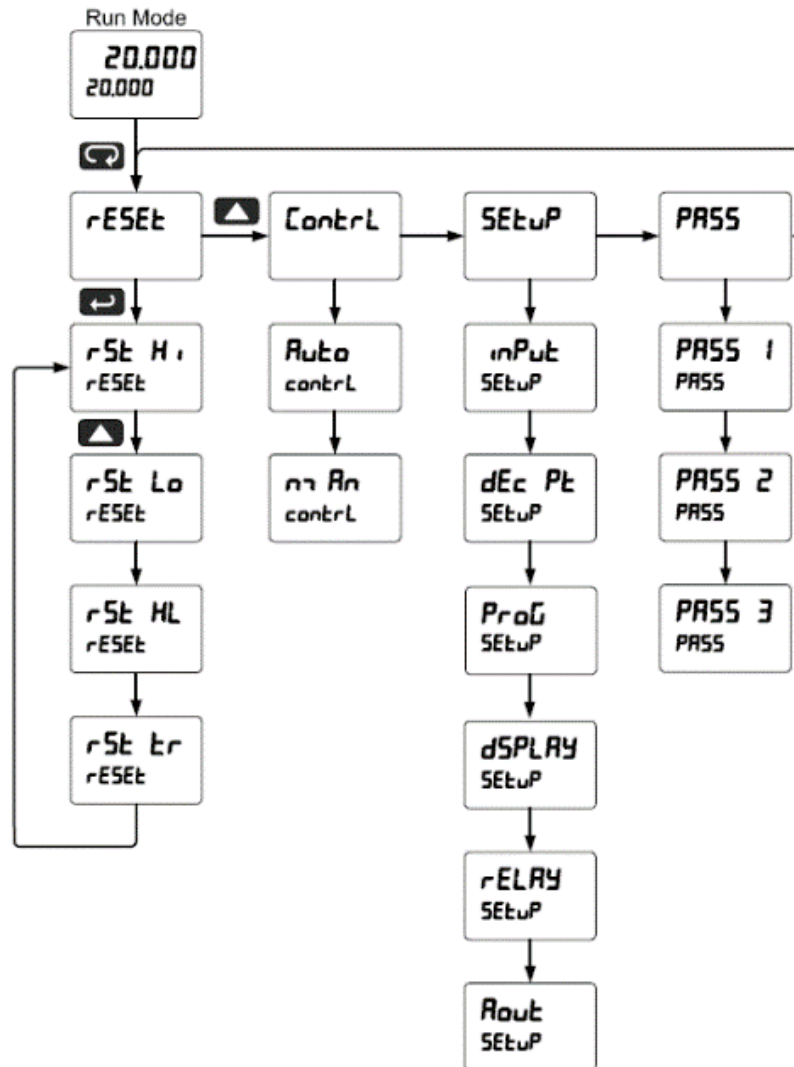 Run Mode
20.000
20.000
rESEt
ContrL
SEtuP
PASS
rSt Hi
rESEt
Auto
contrL
inPut
SEtuP
PASS 1
PASS
rSt Lo
rESEt
mAn
contrL
dEc Pt
SEtuP
PASS 2
PASS
rSt HL
rESEt
ProG
SEtuP
PASS 3
PASS
rSt tr
rESEt
dSPLAY
SEtuP
rELAY
SEtuP
Aout
SEtuP